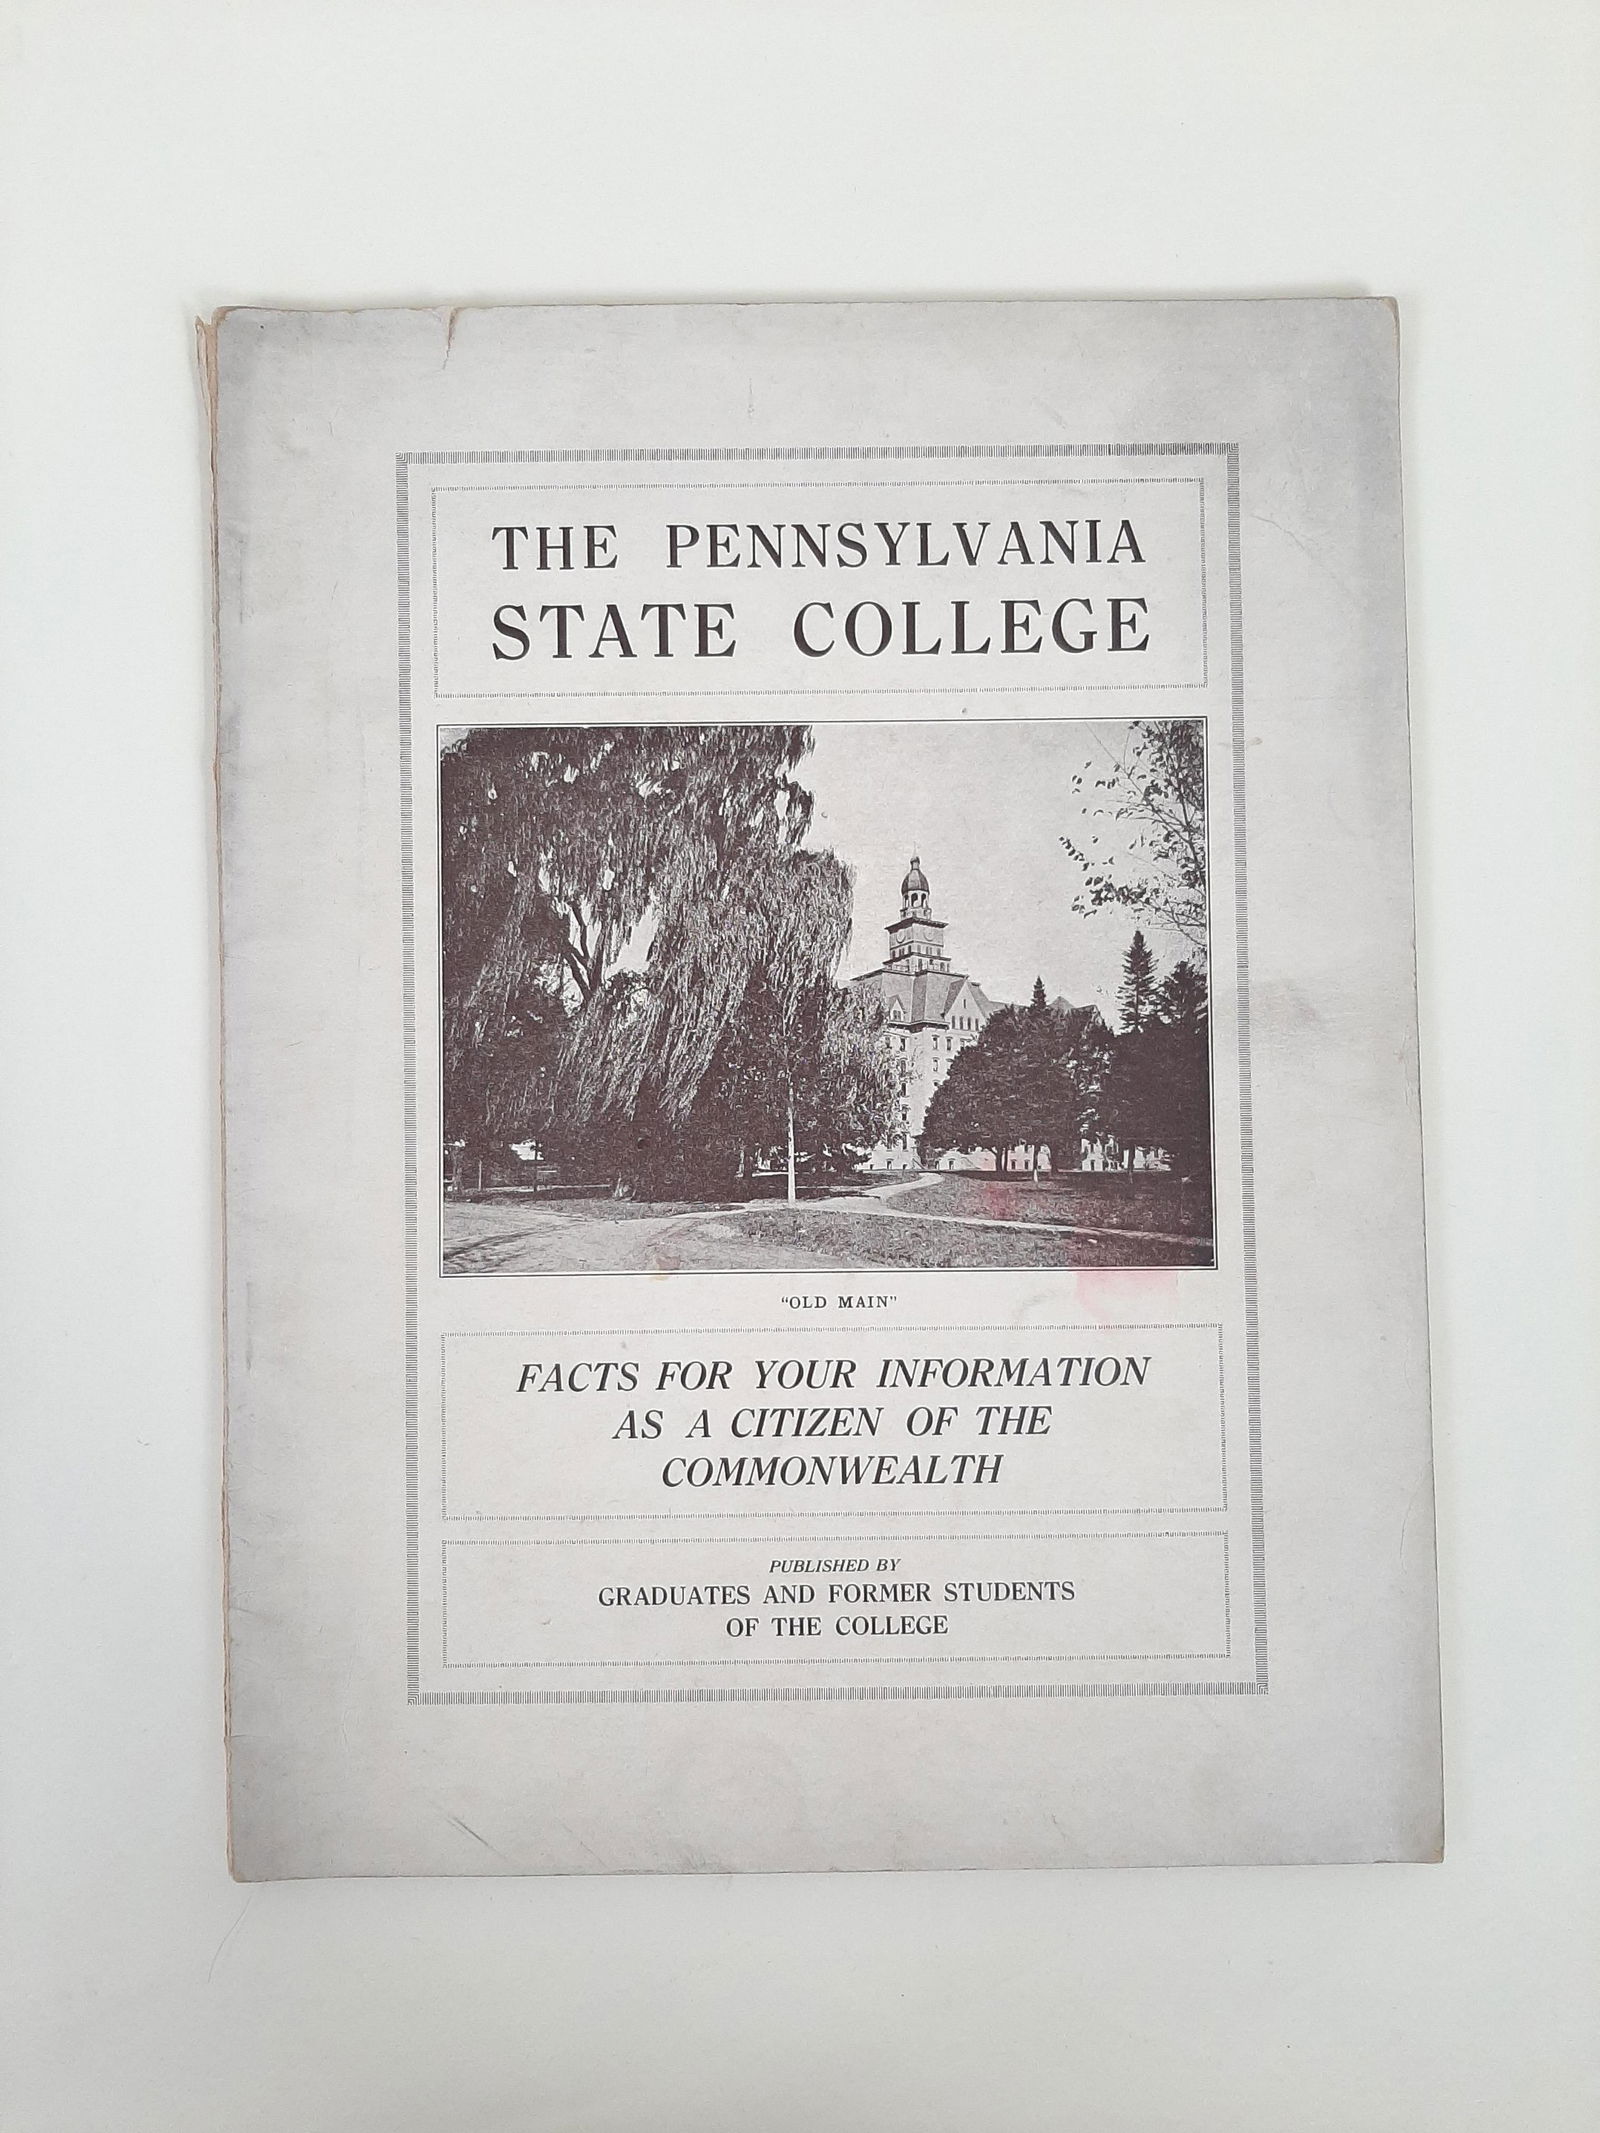 THE PENNSYLVANIA
STATE COLLEGE
"OLD MAIN"
FACTS FOR YOUR INFORMATION
AS A CITIZEN OF THE
COMMONWEALTH
PUBLISHED BY
GRADUATES AND FORMER STUDENTS
OF THE COLLEGE